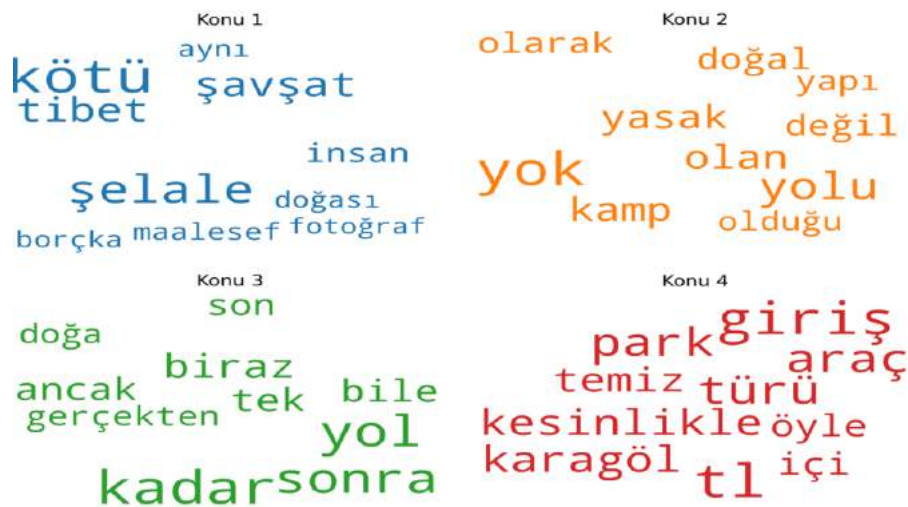 Konu 1
aynı
kötü
şavşat
tibet
insan
şelale
doğası
borçka maalesef fotoğraf
Konu 2
olarak
doğal
yapı
yasak
değil
olan
yok
yolu
kamp
olduğu
Konu 3
son
doğa
biraz
ancak
tek
bile
gerçekten
yol
kadar
sonra
Konu 4
giriş
park
araç
temiz
türü
kesinlikle
öyle
karagöl
içi
tl